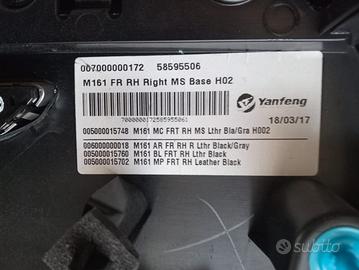 007000000172 58595506
M161 FR RH Right MS Base H02
7000000172585955061
Yanfeng
18/03/17
005000015748 M161 MC FRT RH MS Lthr Bla/Gra H002
006000000018 M161 AR FR RH R Lthr Black/Gray
005000015760 M161 BL FRT RH Lthr Black
005000015702 M161 MP FRT RH Leather Black
subito